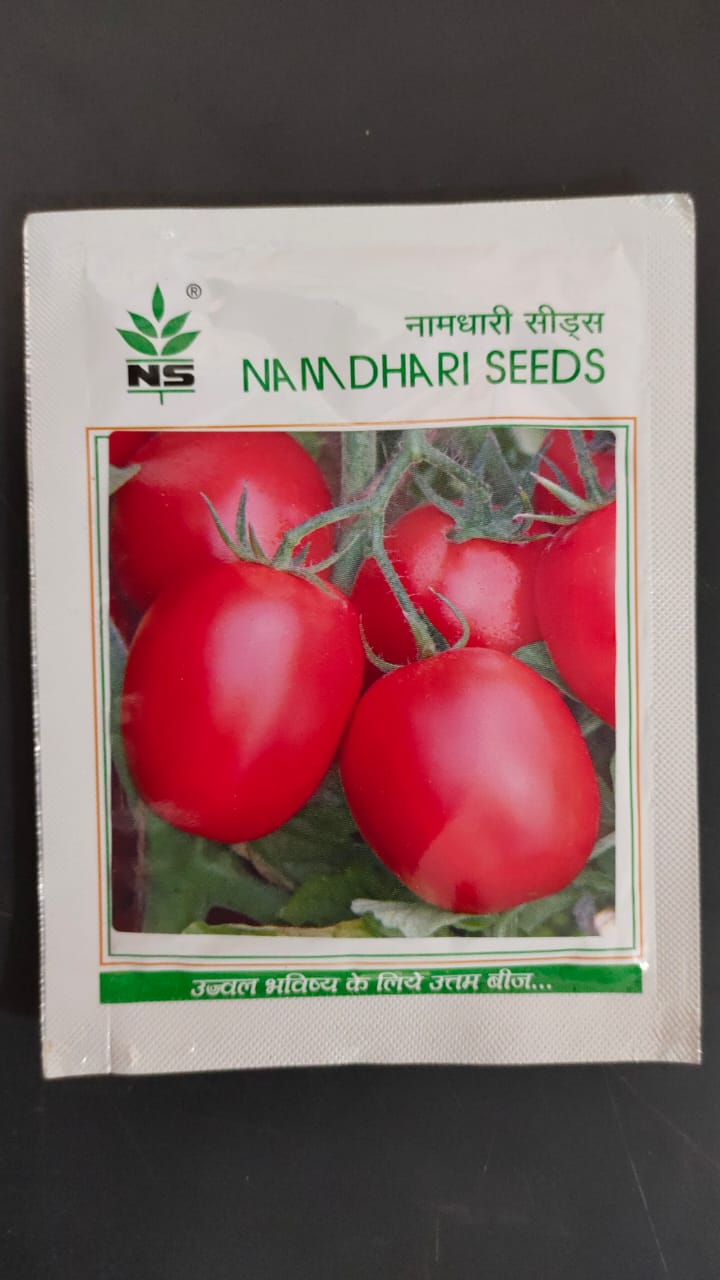 ®
NS
नामधारी सीड्स
NAMDHARI SEEDS
उज्वल भविष्य के लिये उत्तम बीज...